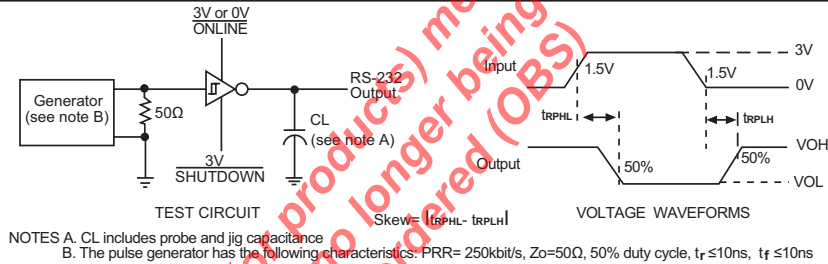 3V or 0V
ONLINE
Generator
(see note B)
50Ω
RS-232
Output
CL
(see note A)
3V
SHUTDOWN
TEST CIRCUIT
Input
3V
1.5V
1.5V
0V
tRPHL
tRPLH
VOH
50%
50%
Output
VOL
Skew= |tRPHL- tRPLH|
VOLTAGE WAVEFORMS
NOTES A. CL includes probe and jig capacitance
B. The pulse generator has the following characteristics: PRR= 250kbit/s, Zo=50Ω, 50% duty cycle, tr ≤10ns, tf ≤10ns
or products) me
no longer being
rdered (OBS)